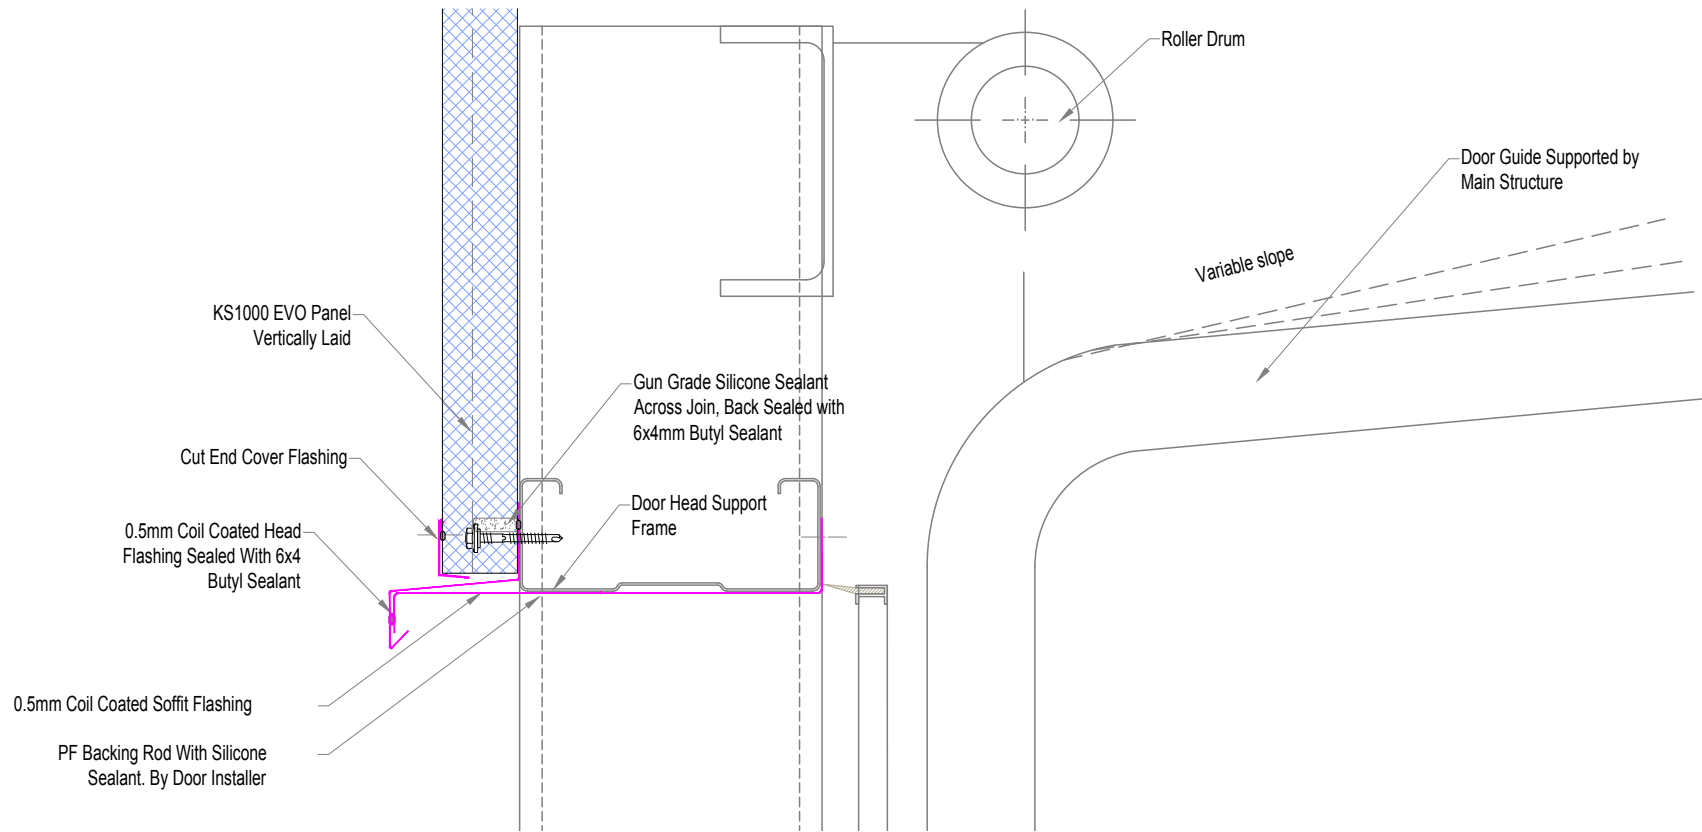 Roller Drum
Door Guide Supported by
Main Structure
Variable slope
KS1000 EVO Panel
Vertically Laid
Gun Grade Silicone Sealant
Across Join, Back Sealed with
6x4mm Butyl Sealant
Cut End Cover Flashing
Door Head Support
Frame
0.5mm Coil Coated Head
Flashing Sealed With 6x4
Butyl Sealant
0.5mm Coil Coated Soffit Flashing
PF Backing Rod With Silicone
Sealant. By Door Installer